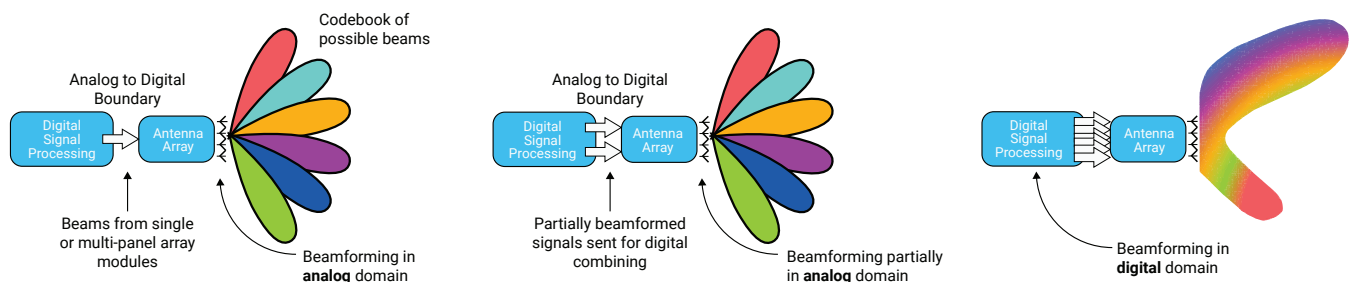 Codebook of
possible beams
Analog to Digital
Boundary
Digital
Signal
Processing
Antenna
Array
Beams from single
or multi-panel array
modules
Beamforming in
analog domain
Analog to Digital
Boundary
Digital
Signal
Processing
Antenna
Array
Partially beamformed
signals sent for digital
combining
Beamforming partially
in analog domain
Digital
Signal
Processing
Antenna
Array
Beamforming in
digital domain